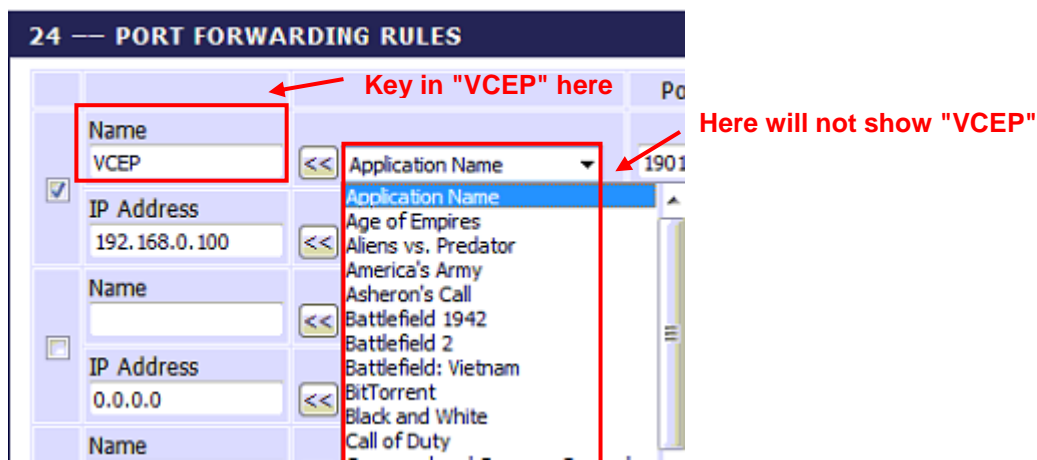 24 –– PORT FORWARDING RULES
Key in "VCEP" here
Po
Here will not show "VCEP"
Name
VCEP
<<
Application Name
1901
Application Name
IP Address
Age of Empires
192.168.0.100
<<
Aliens vs. Predator
America's Army
Name
Asheron's Call
<<
Battlefield 1942
Battlefield 2
IP Address
Battlefield: Vietnam
0.0.0.0
<<
BitTorrent
Black and White
Name
Call of Duty